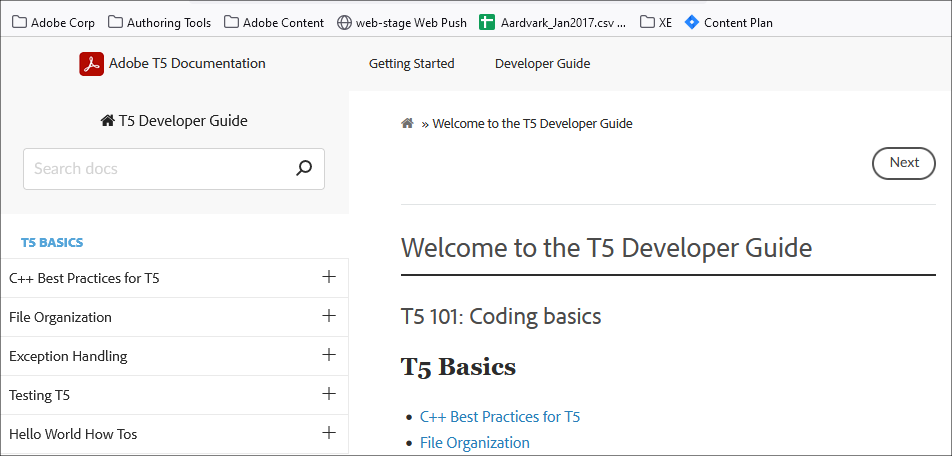 Adobe Corp Authoring Tools Adobe Content web-stage Web Push Aardvark_Jan2017.csv ... XE Content Plan
Adobe T5 Documentation Getting Started Developer Guide
T5 Developer Guide
» Welcome to the T5 Developer Guide
Search docs
Next
T5 BASICS
Welcome to the T5 Developer Guide
C++ Best Practices for T5
File Organization
Exception Handling
Testing T5
Hello World How Tos
T5 101: Coding basics
T5 Basics
C++ Best Practices for T5
File Organization